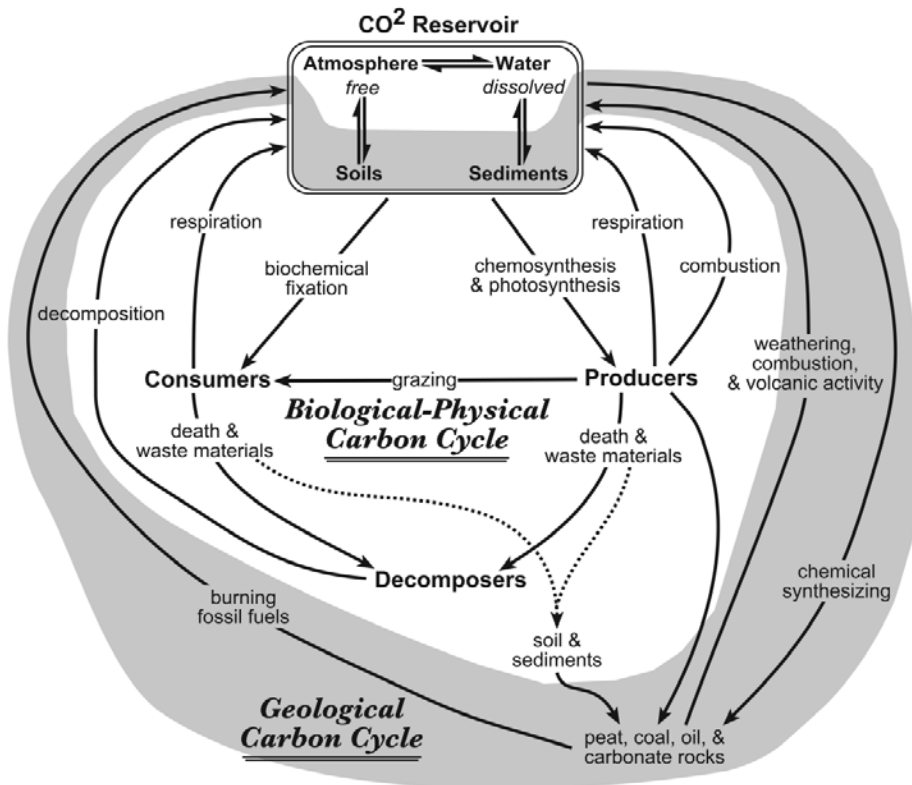 CO² Reservoir
Atmosphere
Water
free
dissolved
Soils
Sediments
respiration
respiration
biochemical
fixation
chemosynthesis
& photosynthesis
combustion
decomposition
weathering,
combustion,
& volcanic activity
Consumers
grazing
Producers
Biological-Physical
Carbon Cycle
death &
waste materials
death &
waste materials
Decomposers
burning
fossil fuels
chemical
synthesizing
soil &
sediments
Geological
Carbon Cycle
peat, coal, oil, &
carbonate rocks